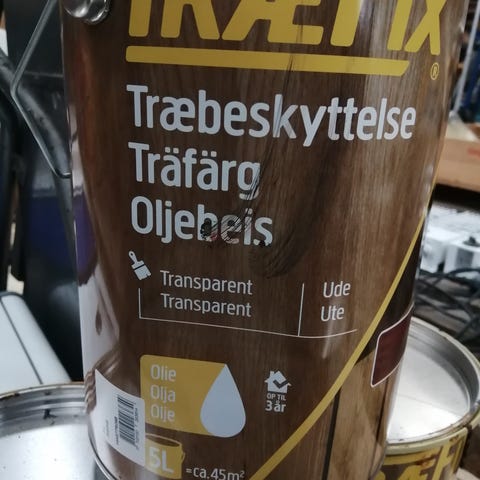 TRÆFIX
®
Træbeskyttelse
Träfärg
Oljebeis
Transparent
Transparent
Ude
Ute
Olie
Olja
Olje
OP TIL
3 år
5L
=ca.45m²